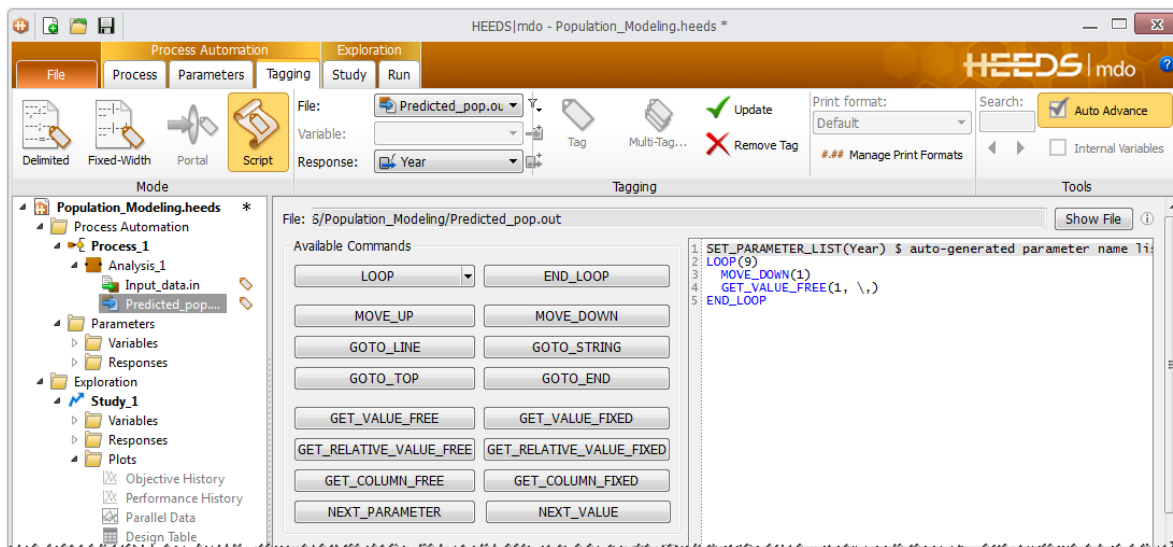 HEEDS|mdo - Population_Modeling.heeds *
Process Automation Exploration
File Process Parameters Tagging Study Run
HEEDS | mdo
File: Predicted_pop.ou
Variable:
Response: Year
Delimited Fixed-Width Portal Script
Mode
Tag Multi-Tag...
Update
Remove Tag
Print format:
Default
#.## Manage Print Formats
Tagging
Search:
Auto Advance
Internal Variables
Tools
Population_Modeling.heeds *
Process Automation
Process_1
Analysis_1
Input_data.in
Predicted_pop....
Parameters
Variables
Responses
Exploration
Study_1
Variables
Responses
Plots
Objective History
Performance History
Parallel Data
Design Table
File: S/Population_Modeling/Predicted_pop.out Show File
Available Commands
LOOP END_LOOP
MOVE_UP MOVE_DOWN
GOTO_LINE GOTO_STRING
GOTO_TOP GOTO_END
GET_VALUE_FREE GET_VALUE_FIXED
GET_RELATIVE_VALUE_FREE GET_RELATIVE_VALUE_FIXED
GET_COLUMN_FREE GET_COLUMN_FIXED
NEXT_PARAMETER NEXT_VALUE
1 SET_PARAMETER_LIST(Year) $ auto-generated parameter name li
2 LOOP(9)
3 MOVE_DOWN(1)
4 GET_VALUE_FREE(1, \,)
5 END_LOOP